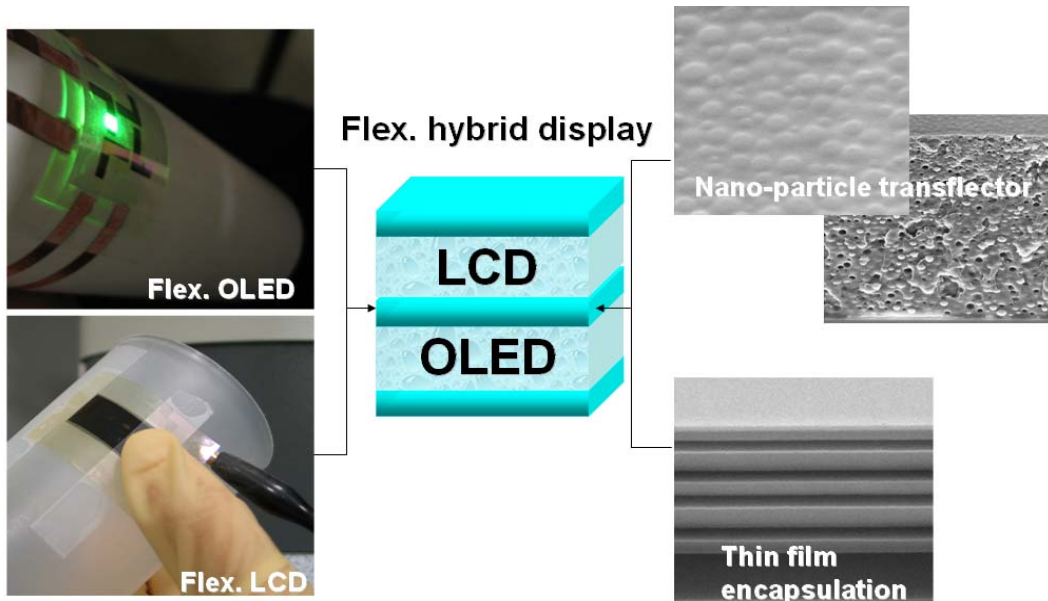 Flex. hybrid display
Flex. OLED
Flex. LCD
LCD
OLED
Nano-particle transflector
Thin film
encapsulation